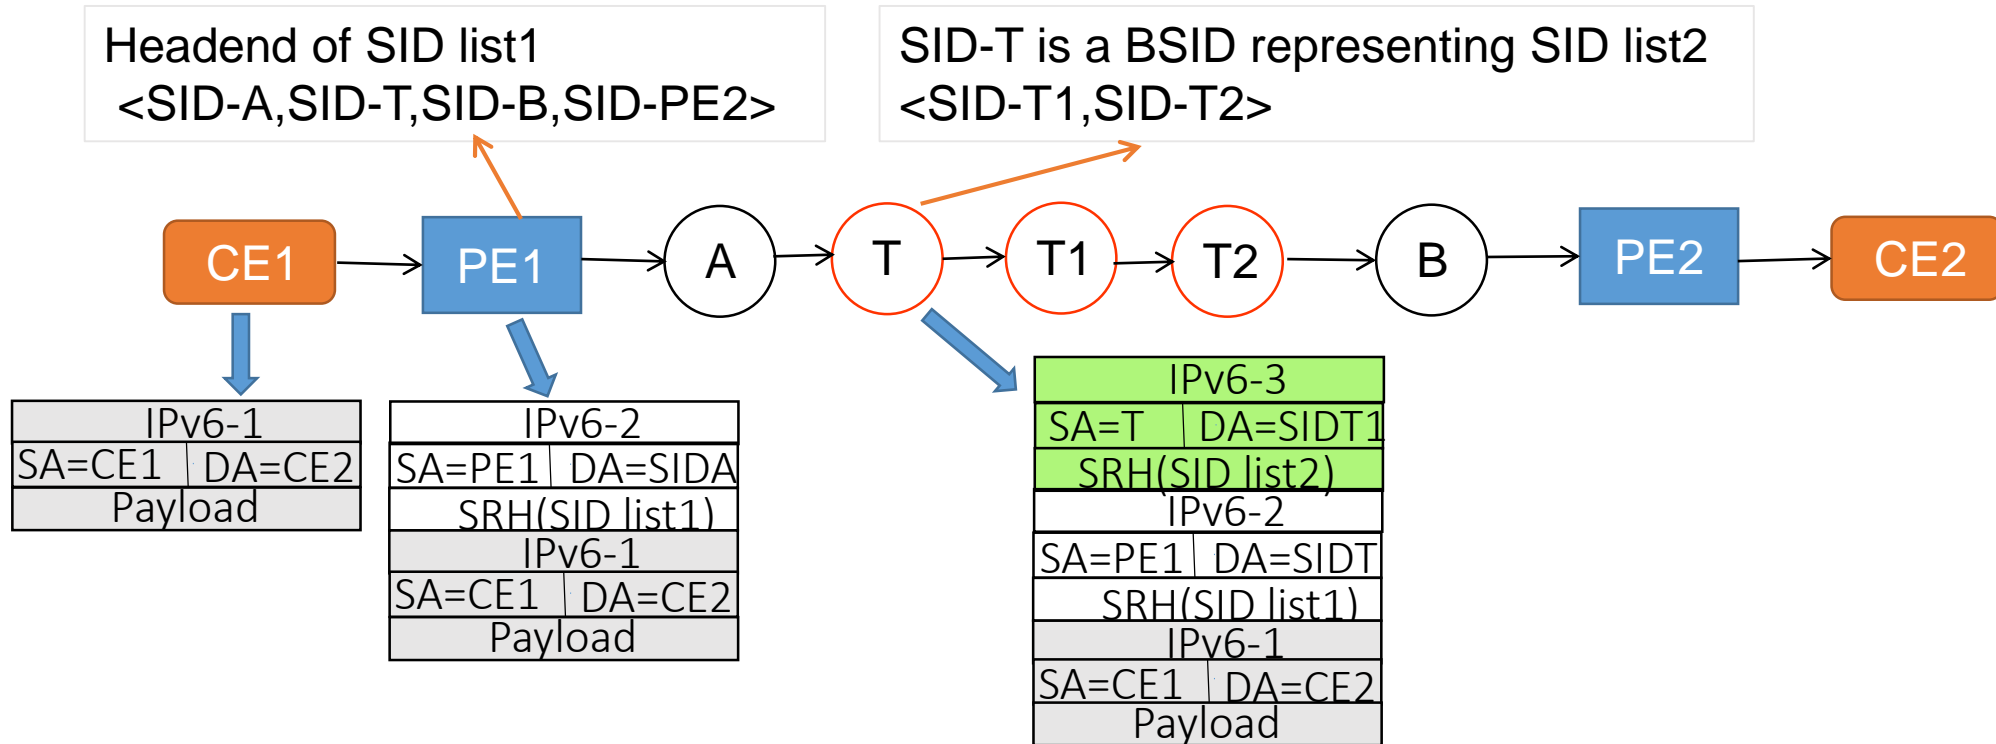 Headend of SID list1
<SID-A,SID-T,SID-B,SID-PE2>
SID-T is a BSID representing SID list2
<SID-T1,SID-T2>
CE1
PE1
A
T
T1
T2
B
PE2
CE2
IPv6-1
SA=CE1 DA=CE2
Payload
IPv6-2
SA=PE1 DA=SIDA
SRH(SID list1)
IPv6-1
SA=CE1 DA=CE2
Payload
IPv6-3
SA=T DA=SIDT1
SRH(SID list2)
IPv6-2
SA=PE1 DA=SIDT
SRH(SID list1)
IPv6-1
SA=CE1 DA=CE2
Payload